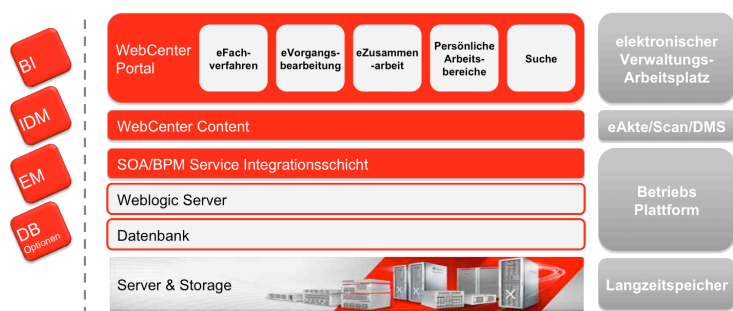 BI
IDM
EM
DB
Optionen
WebCenter
Portal
eFach-
verfahren
eVorgangs-
bearbeitung
eZusammen
-arbeit
Persönliche
Arbeits-
bereiche
Suche
WebCenter Content
SOA/BPM Service Integrationsschicht
Weblogic Server
Datenbank
Server & Storage
elektronischer
Verwaltungs-
Arbeitsplatz
eAkte/Scan/DMS
Betriebs
Plattform
Langzeitspeicher